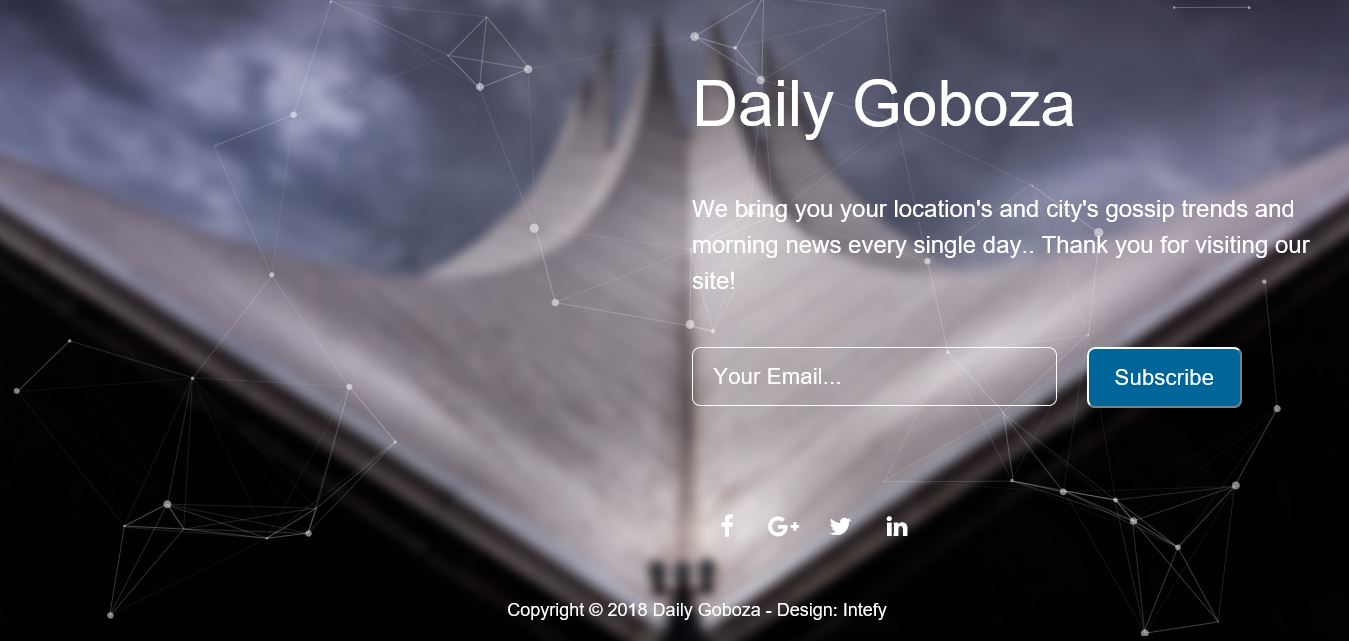 Daily Goboza
We bring you your location's and city's gossip trends and
morning news every single day.. Thank you for visiting our
site!
Your Email...
Subscribe
Copyright © 2018 Daily Goboza - Design: Intefy